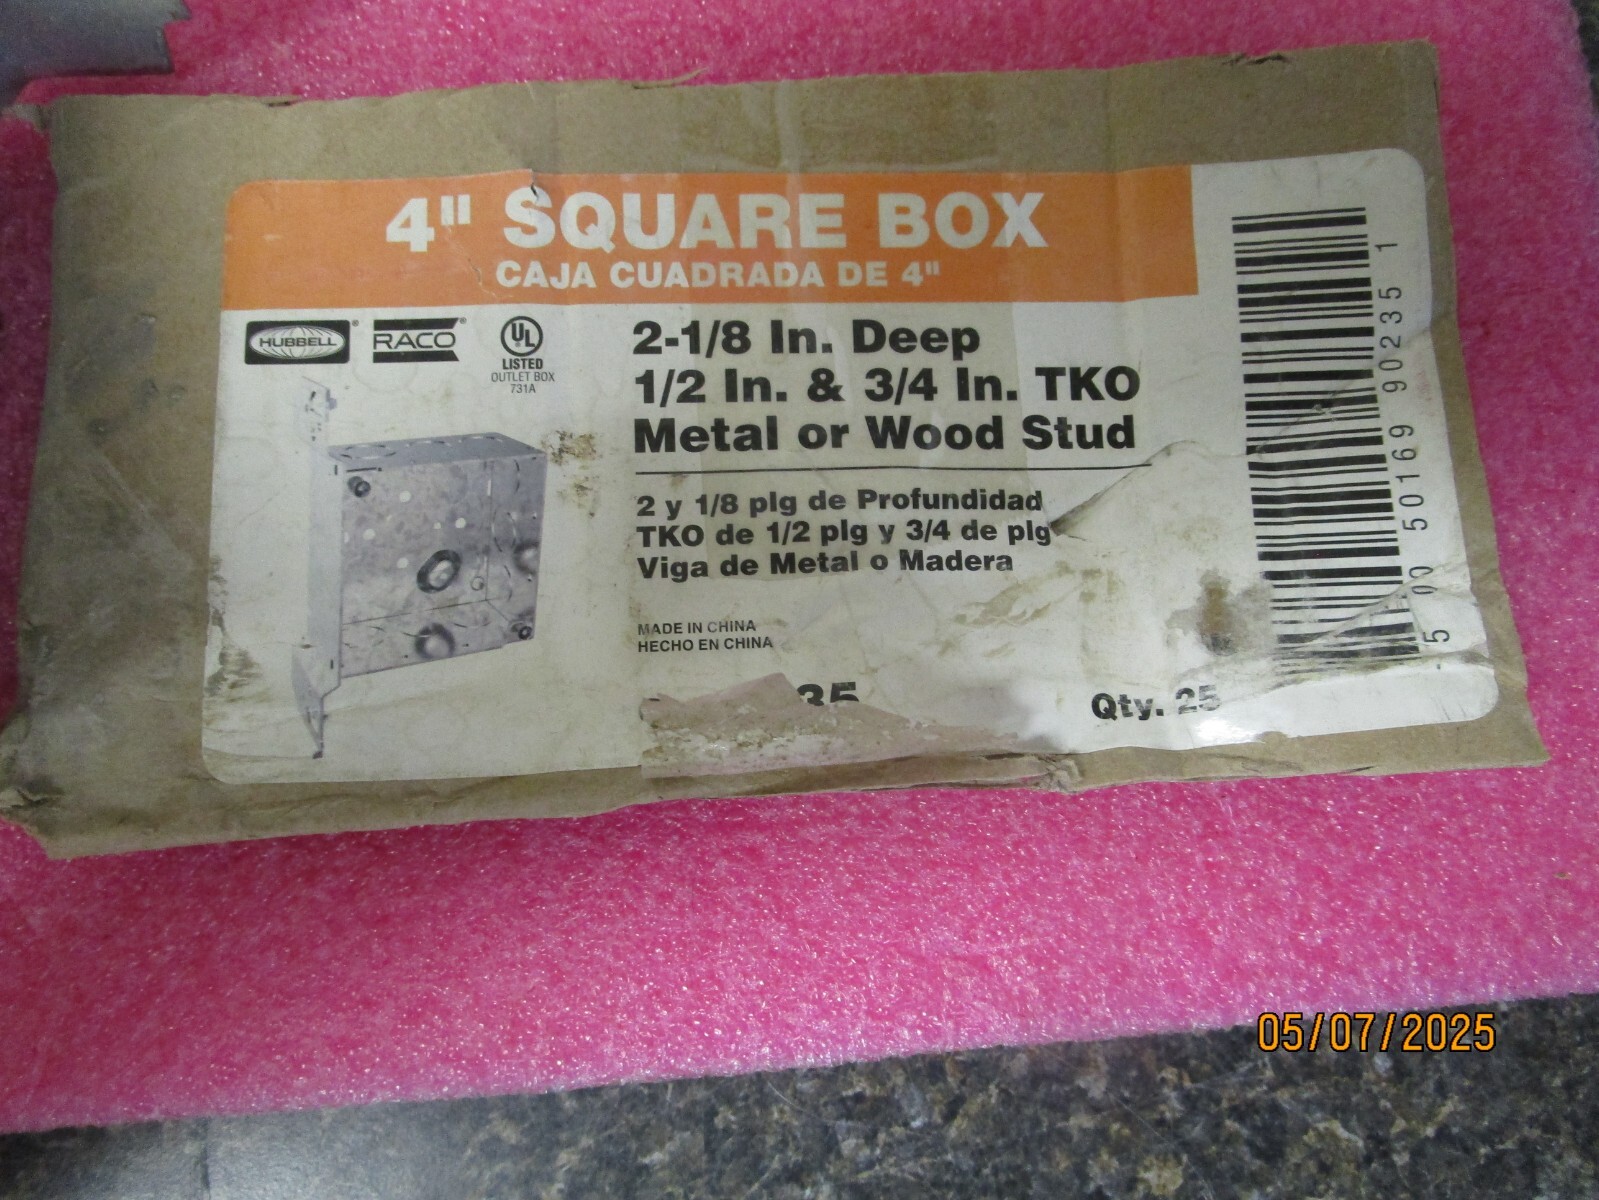 4" SQUARE BOX
CAJA CUADRADA DE 4"
HUBBELL®
RACO®
UL
LISTED
OUTLET BOX
731A
2-1/8 In. Deep
1/2 In. & 3/4 In. TKO
Metal or Wood Stud
2 y 1/8 plg de Profundidad
TKO de 1/2 plg y 3/4 de plg
Viga de Metal o Madera
MADE IN CHINA
HECHO EN CHINA
35
Qty. 25
50169 90235 1
05/07/2025